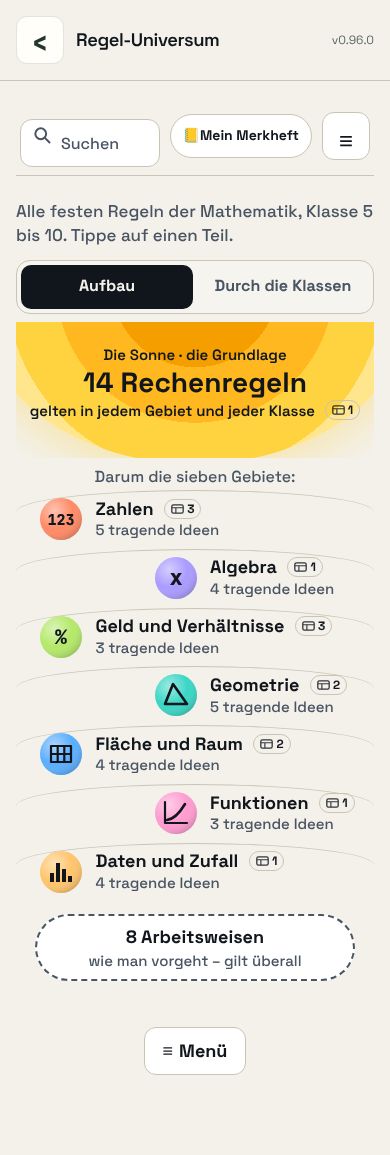 < Regel-Universum v0.96.0
Suchen
📒Mein Merkheft
≡
Alle festen Regeln der Mathematik, Klasse 5
bis 10. Tippe auf einen Teil.
Aufbau
Durch die Klassen
Die Sonne · die Grundlage
14 Rechenregeln
gelten in jedem Gebiet und jeder Klasse 1
Darum die sieben Gebiete:
123 Zahlen 3
5 tragende Ideen
x Algebra 1
4 tragende Ideen
% Geld und Verhältnisse 3
3 tragende Ideen
Geometrie 2
5 tragende Ideen
Fläche und Raum 2
4 tragende Ideen
Funktionen 1
3 tragende Ideen
Daten und Zufall 1
4 tragende Ideen
8 Arbeitsweisen
wie man vorgeht – gilt überall
≡ Menü